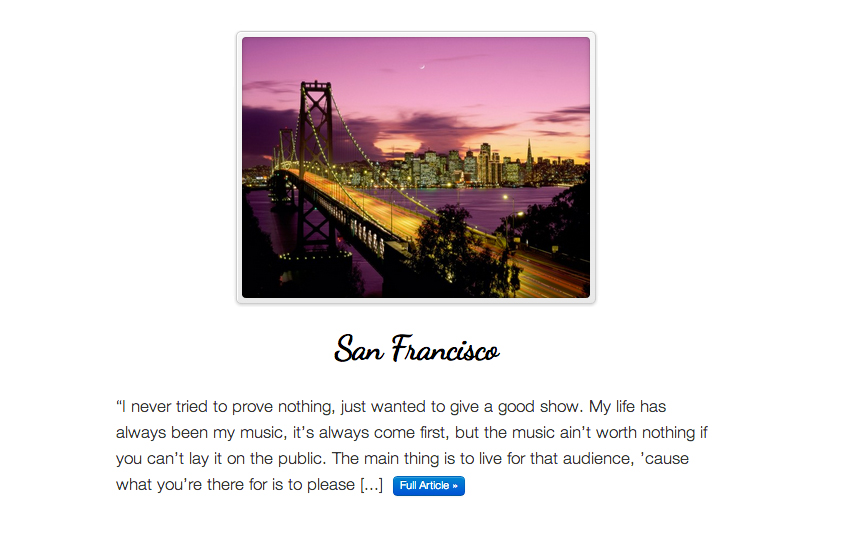 San Francisco
“I never tried to prove nothing, just wanted to give a good show. My life has
always been my music, it's always come first, but the music ain't worth nothing if
you can't lay it on the public. The main thing is to live for that audience, 'cause
what you're there for is to please [...] Full Article »